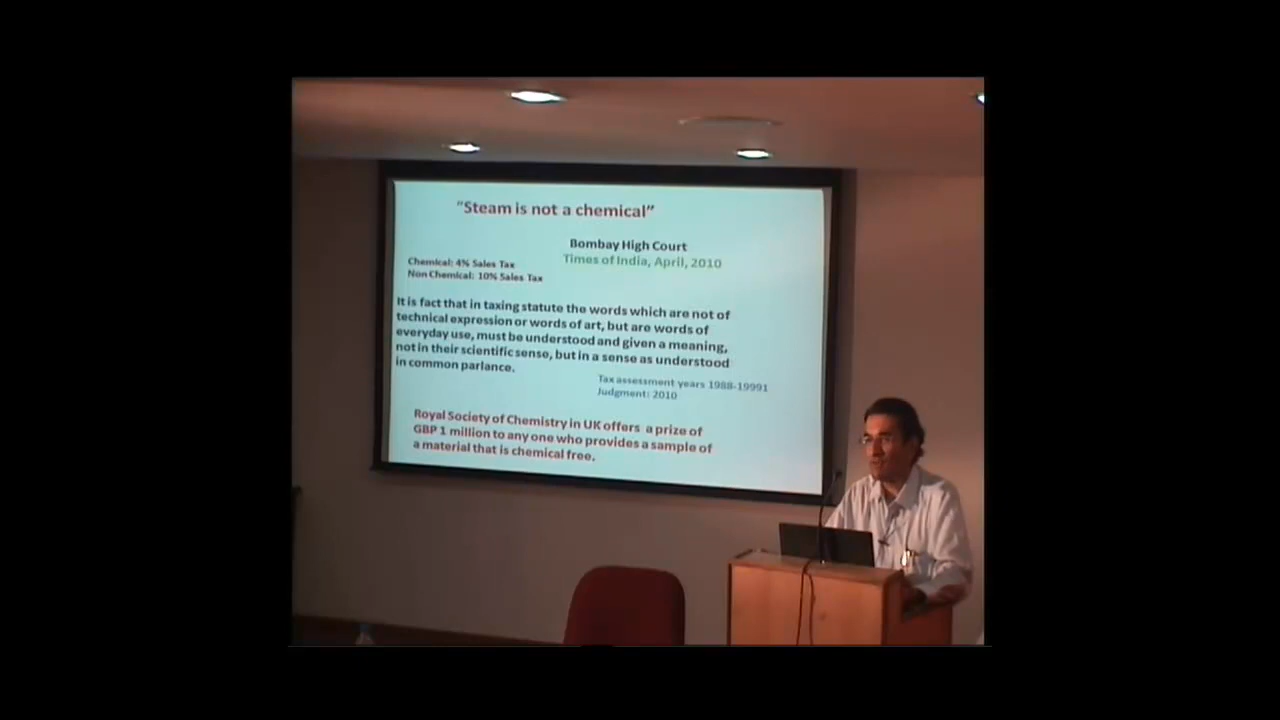 "Steam is not a chemical"
Bombay High Court
Times of India, April, 2010
Chemical: 4% Sales Tax
Non Chemical: 10% Sales Tax
It is fact that in taxing statute the words which are not of
technical expression or words of art, but are words of
everyday use, must be understood and given a meaning,
not in their scientific sense, but in a sense as understood
in common parlance.
Tax assessment years 1988-19991
Judgment: 2010
Royal Society of Chemistry in UK offers a prize of
GBP 1 million to any one who provides a sample of
a material that is chemical free.